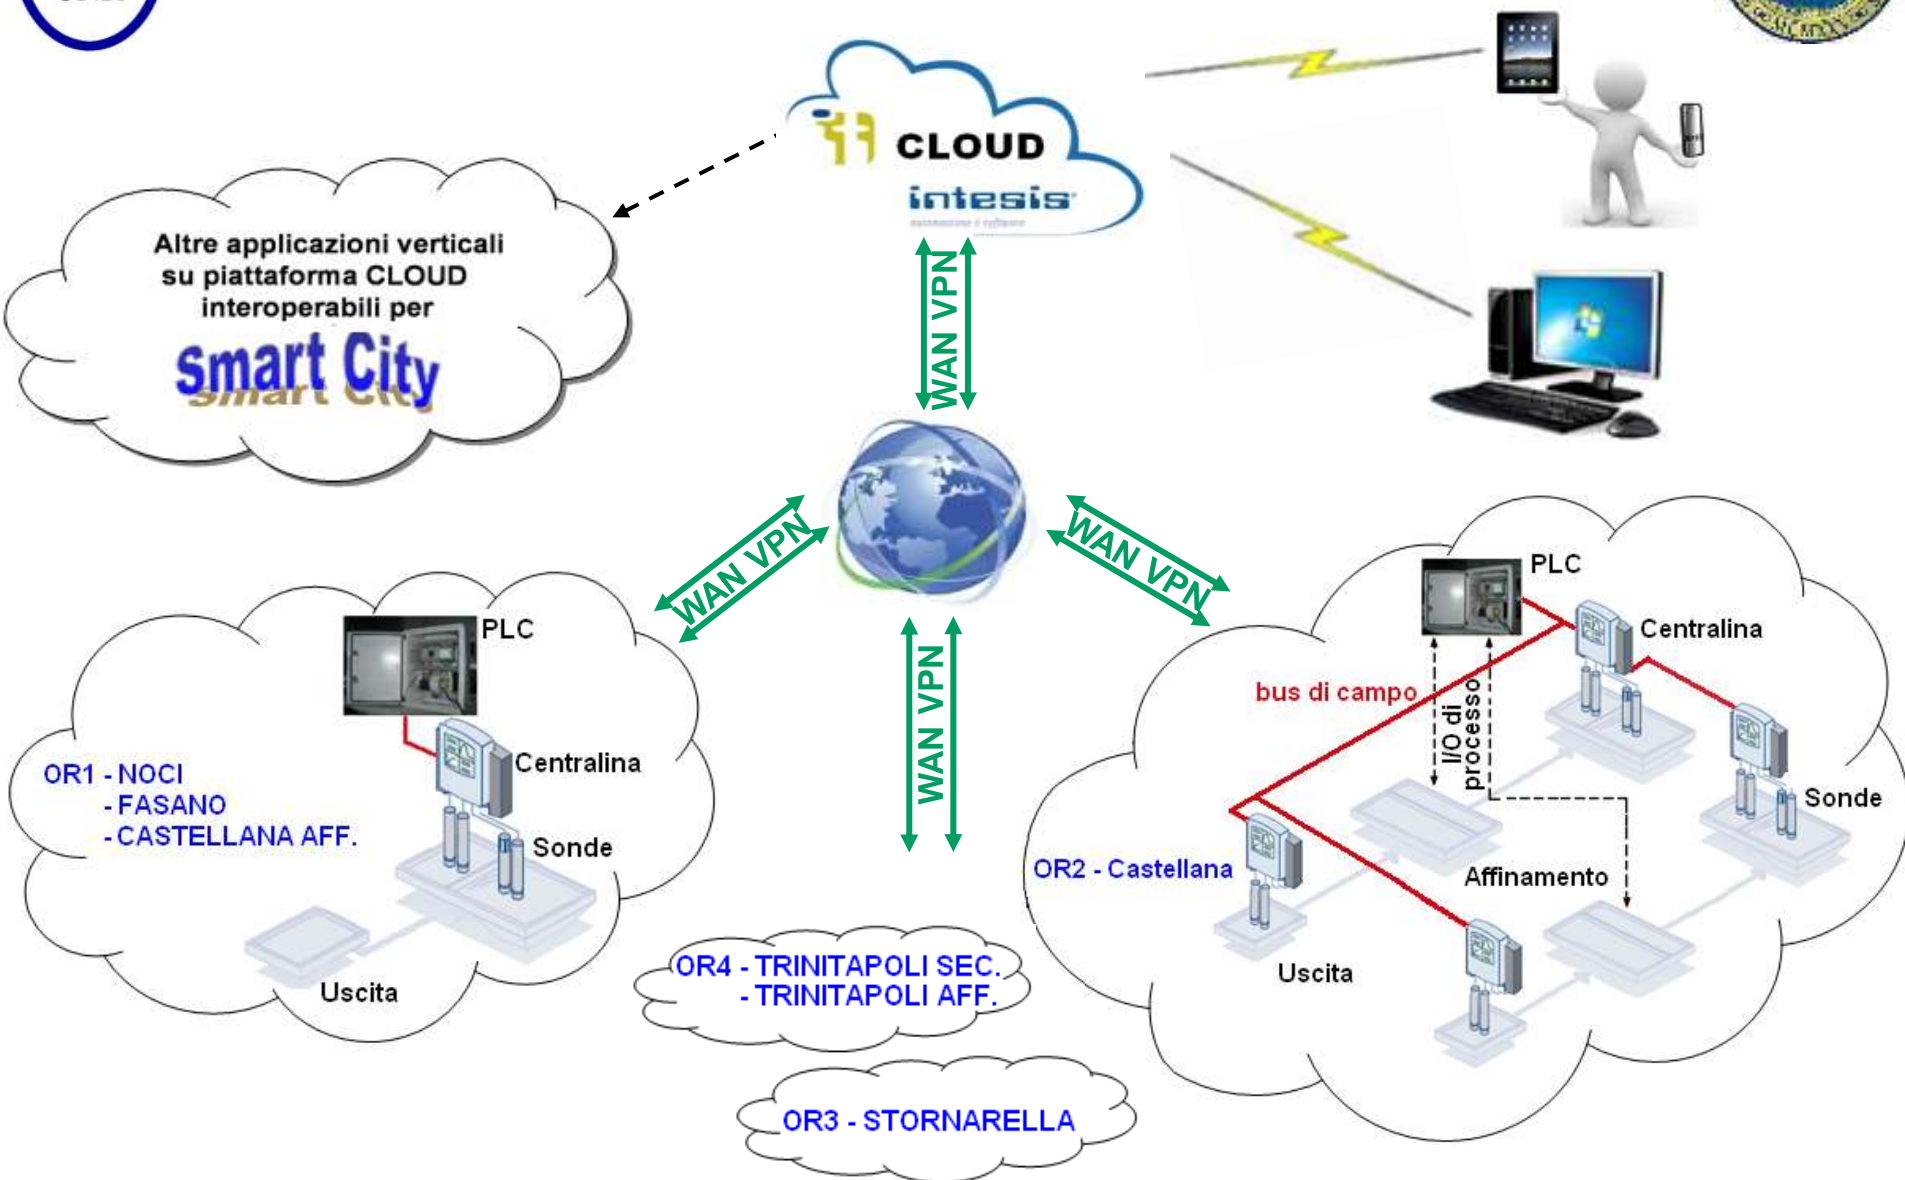 CLOUD
intesis
automazione e software
Altre applicazioni verticali
su piattaforma CLOUD
interoperabili per
Smart City
WAN VPN
WAN VPN
WAN VPN
WAN VPN
PLC
Centralina
Sonde
Uscita
OR1 - NOCI
- FASANO
- CASTELLANA AFF.
PLC
Centralina
bus di campo
I/O di
processo
Sonde
OR2 - Castellana
Affinamento
Uscita
OR4 - TRINITAPOLI SEC.
- TRINITAPOLI AFF.
OR3 - STORNARELLA